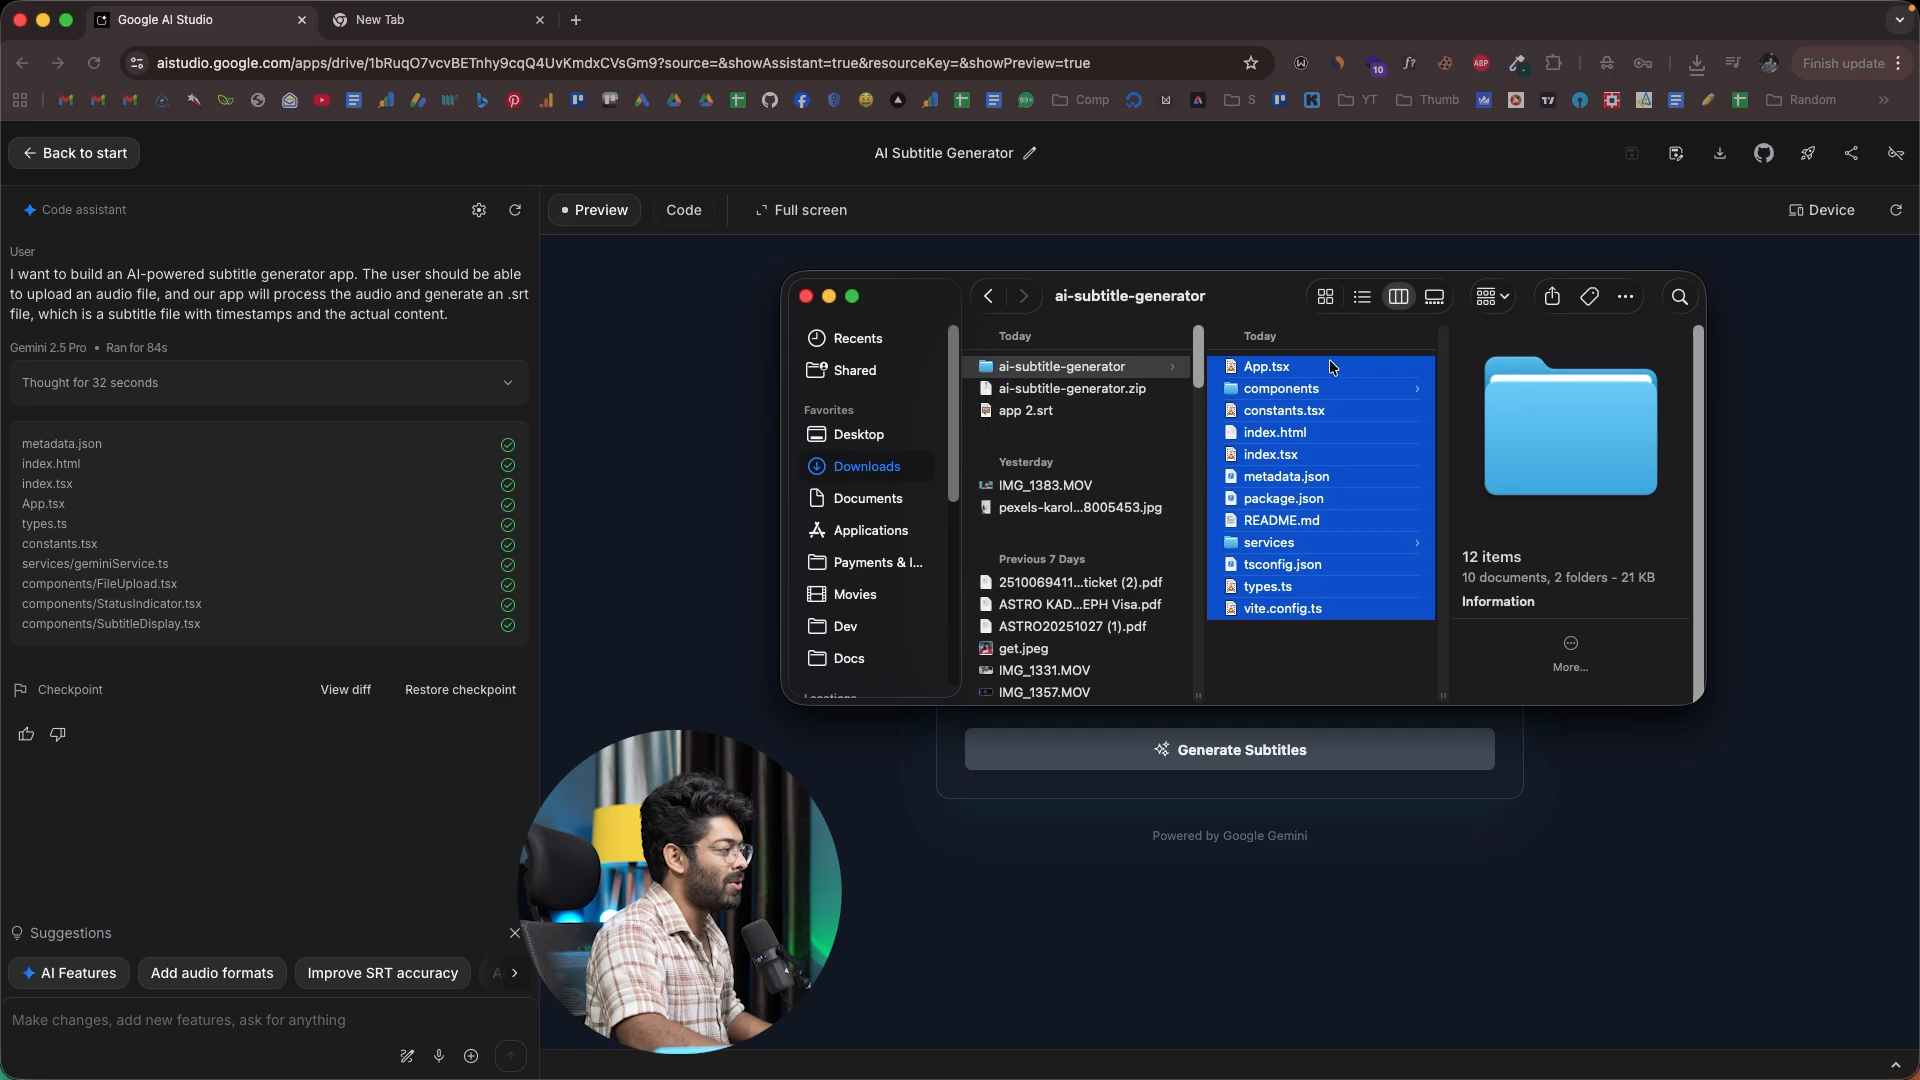 Google AI Studio
New Tab
aistudio.google.com/apps/drive/1bRuqO7vcvBETnhy9cqQ4UvKmdxCVsGm9?source=&showAssistant=true&resourceKey=&showPreview=true
10
ABP
Finish update
Comp
S
YT
Thumb
Random
Back to start
AI Subtitle Generator
Code assistant
Preview
Code
Full screen
Device
User
I want to build an AI-powered subtitle generator app. The user should be able
to upload an audio file, and our app will process the audio and generate an .srt
file, which is a subtitle file with timestamps and the actual content.
Gemini 2.5 Pro • Ran for 84s
Thought for 32 seconds
metadata.json
index.html
index.tsx
App.tsx
types.ts
constants.tsx
services/geminiService.ts
components/FileUpload.tsx
components/StatusIndicator.tsx
components/SubtitleDisplay.tsx
Checkpoint
View diff
Restore checkpoint
Suggestions
AI Features
Add audio formats
Improve SRT accuracy
Make changes, add new features, ask for anything
ai-subtitle-generator
Recents
Shared
Favorites
Desktop
Downloads
Documents
Applications
Payments & I...
Movies
Dev
Docs
Locations
Today
ai-subtitle-generator
ai-subtitle-generator.zip
app 2.srt
Yesterday
IMG_1383.MOV
pexels-karol...8005453.jpg
Previous 7 Days
2510069411...ticket (2).pdf
ASTRO KAD...EPH Visa.pdf
ASTRO20251027 (1).pdf
get.jpeg
IMG_1331.MOV
IMG_1357.MOV
Today
App.tsx
components
constants.tsx
index.html
index.tsx
metadata.json
package.json
README.md
services
tsconfig.json
types.ts
vite.config.ts
12 items
10 documents, 2 folders - 21 KB
Information
More...
Generate Subtitles
Powered by Google Gemini